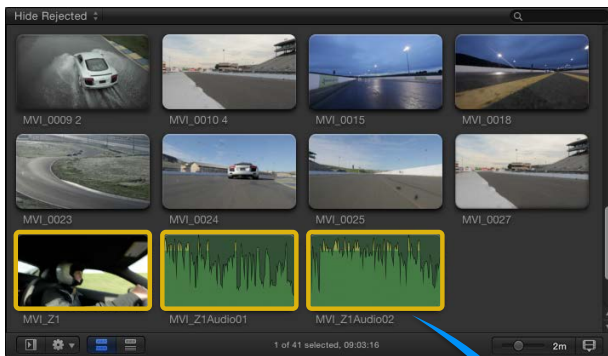 Hide Rejected
MVI_0009 2 MVI_0010 4 MVI_0015 MVI_0018
MVI_0023 MVI_0024 MVI_0025 MVI_0027
MVI_Z1 MVI_Z1Audio01 MVI_Z1Audio02
1 of 41 selected, 09:03:16 2m